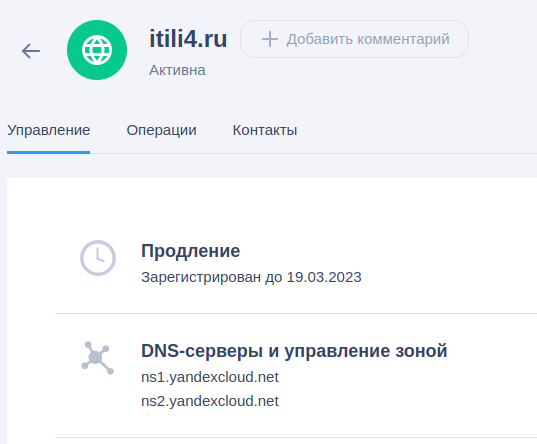 itili4.ru
Добавить комментарий
Активна
Управление
Операции
Контакты
Продление
Зарегистрирован до 19.03.2023
DNS-серверы и управление зоной
ns1.yandexcloud.net
ns2.yandexcloud.net